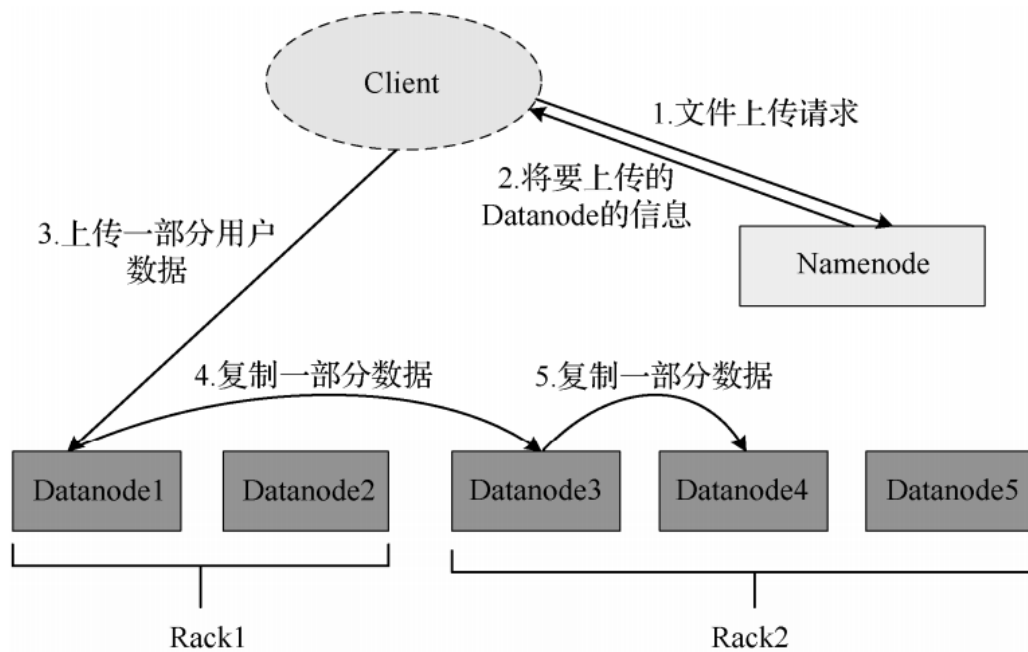 Client
1.文件上传请求
2.将要上传的
Datanode的信息
3.上传一部分用户
数据
Namenode
4.复制一部分数据
5.复制一部分数据
Datanode1
Datanode2
Datanode3
Datanode4
Datanode5
Rack1
Rack2